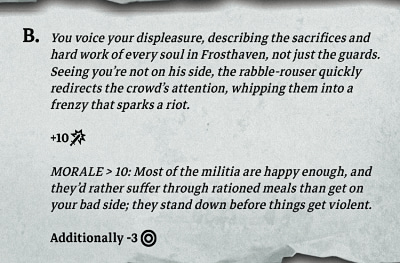 B. You voice your displeasure, describing the sacrifices and
hard work of every soul in Frosthaven, not just the guards.
Seeing you’re not on his side, the rabble-rouser quickly
redirects the crowd’s attention, whipping them into a
frenzy that sparks a riot.
+10
MORALE > 10: Most of the militia are happy enough, and
they’d rather suffer through rationed meals than get on
your bad side; they stand down before things get violent.
Additionally -3